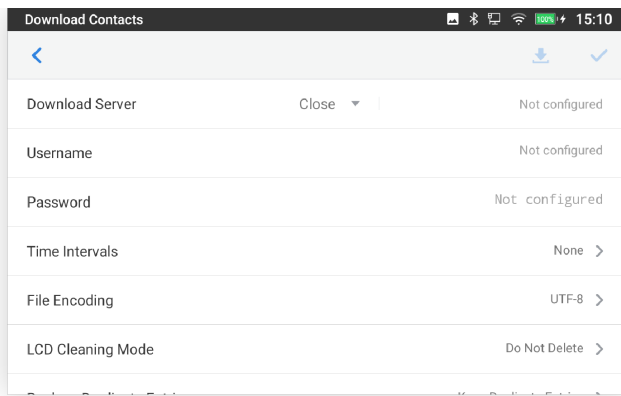 Download Contacts 100% 15:10
Download Server Close Not configured
Username Not configured
Password Not configured
Time Intervals None
File Encoding UTF-8
LCD Cleaning Mode Do Not Delete